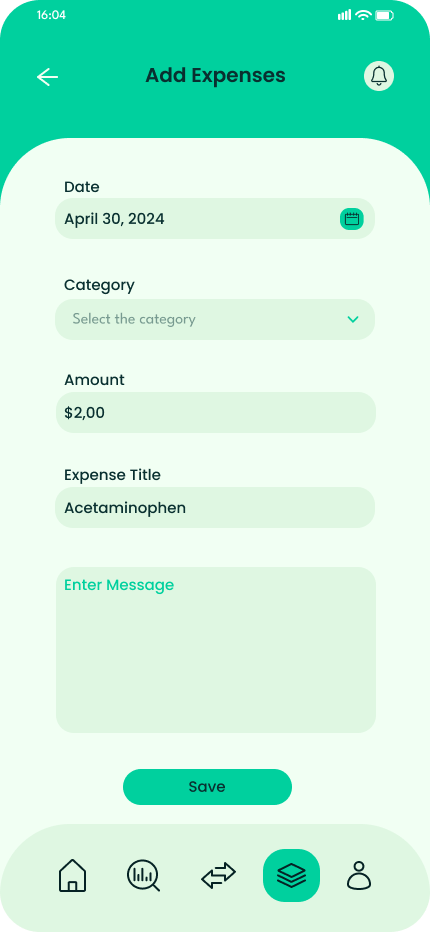 16:04
Add Expenses
Date
April 30, 2024
Category
Select the category
Amount
$2,00
Expense Title
Acetaminophen
Enter Message
Save